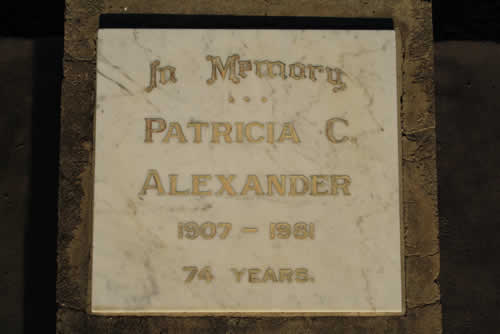 In Memory
...
PATRICIA C.
ALEXANDER
1907 - 1981
74 YEARS.